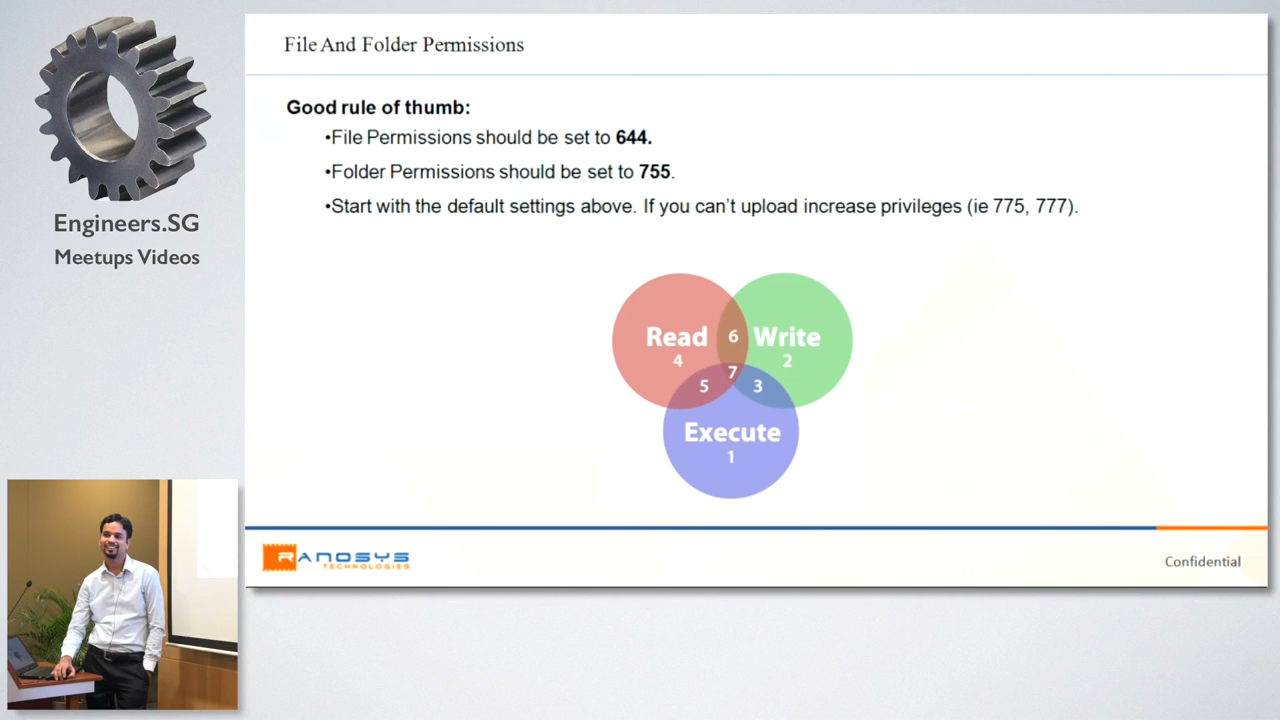 Engineers.SG
Meetups Videos
File And Folder Permissions
Good rule of thumb:
•File Permissions should be set to 644.
•Folder Permissions should be set to 755.
•Start with the default settings above. If you can't upload increase privileges (ie 775, 777).
Read 6 Write
4 2
7
5 3
Execute
1
RANOSYS
TECHNOLOGIES
Confidential